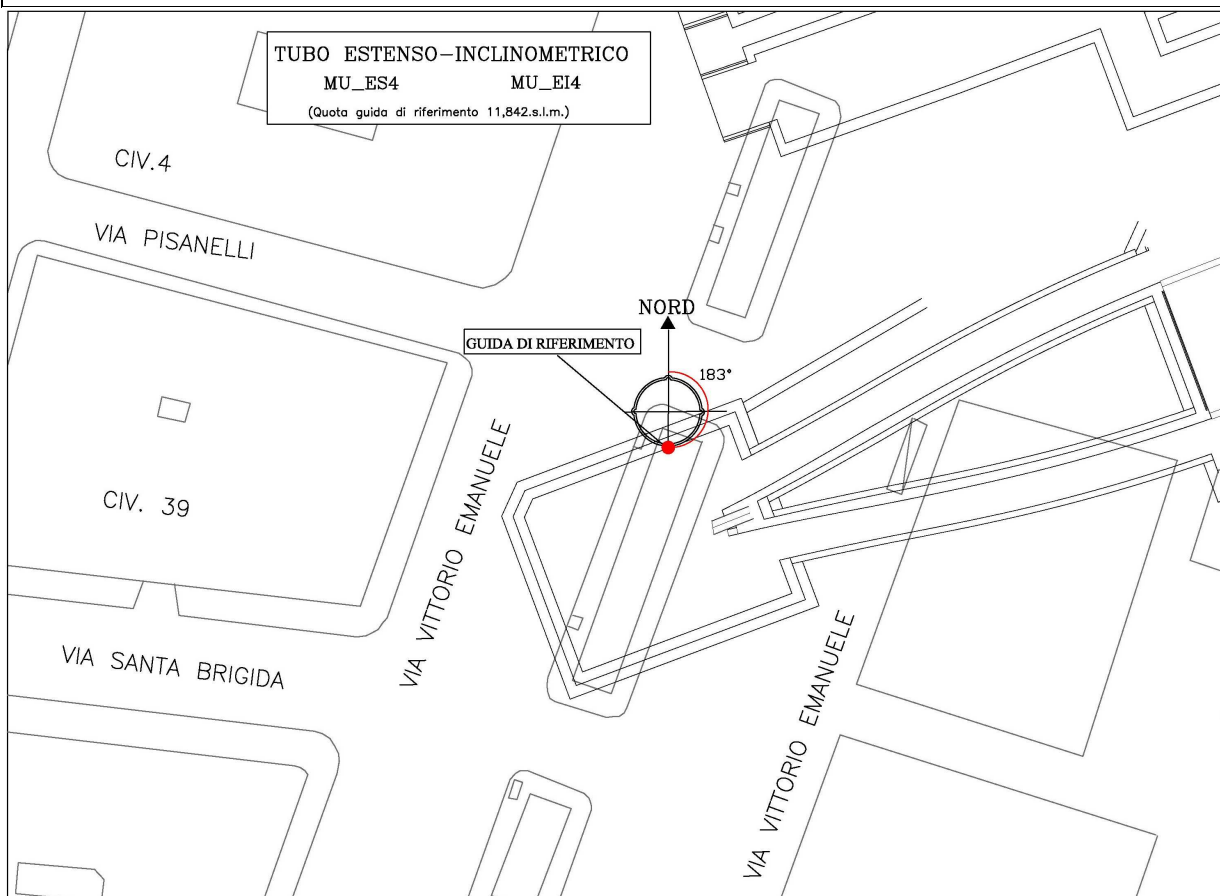 TUBO ESTENSO-INCLINOMETRICO
MU_ES4 MU_EI4
(Quota guida di riferimento 11,842.s.l.m.)
CIV.4
VIA PISANELLI
NORD
GUIDA DI RIFERIMENTO
183°
CIV. 39
VIA VITTORIO EMANUELE
VIA SANTA BRIGIDA
VIA VITTORIO EMANUELE